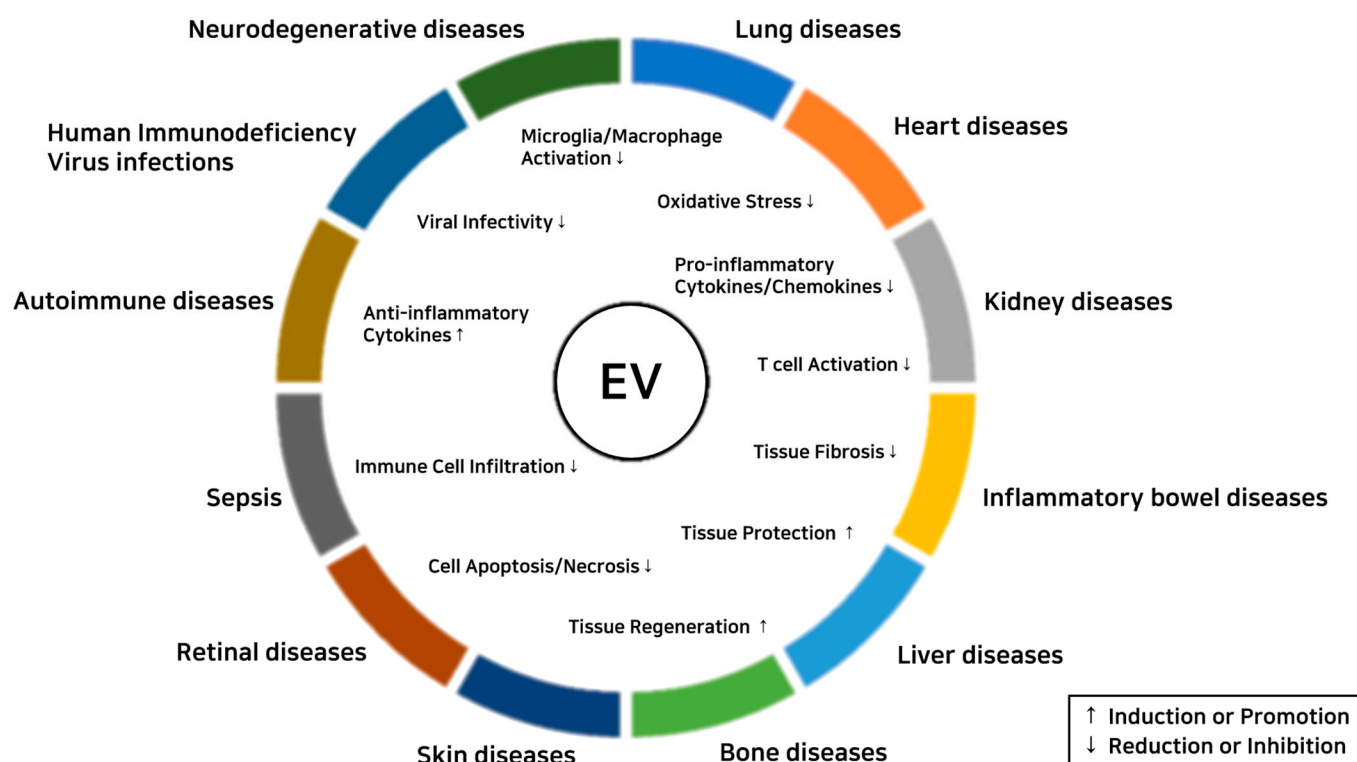 Neurodegenerative diseases
Lung diseases
Human Immunodeficiency
Virus infections
Heart diseases
Microglia/Macrophage
Activation ↓
Oxidative Stress ↓
Viral Infectivity ↓
Pro-inflammatory
Cytokines/Chemokines ↓
Autoimmune diseases
Kidney diseases
Anti-inflammatory
Cytokines ↑
T cell Activation ↓
EV
Tissue Fibrosis ↓
Immune Cell Infiltration ↓
Sepsis
Inflammatory bowel diseases
Tissue Protection ↑
Cell Apoptosis/Necrosis ↓
Tissue Regeneration ↑
Retinal diseases
Liver diseases
Skin diseases
Bone diseases
↑ Induction or Promotion
↓ Reduction or Inhibition